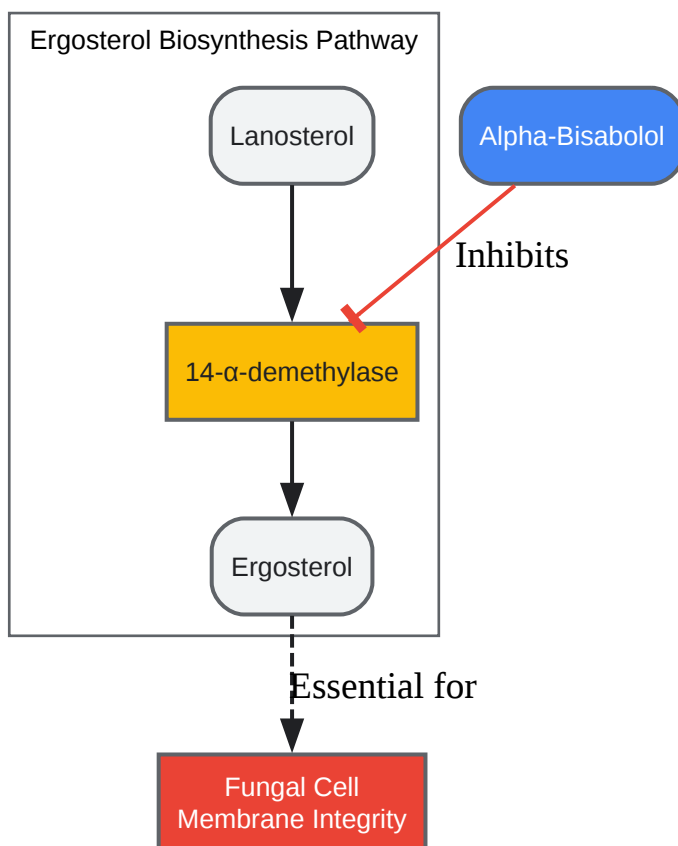 Ergosterol Biosynthesis Pathway
Lanosterol
Alpha-Bisabolol
Inhibits
14-α-demethylase
Ergosterol
Essential for
Fungal Cell
Membrane Integrity